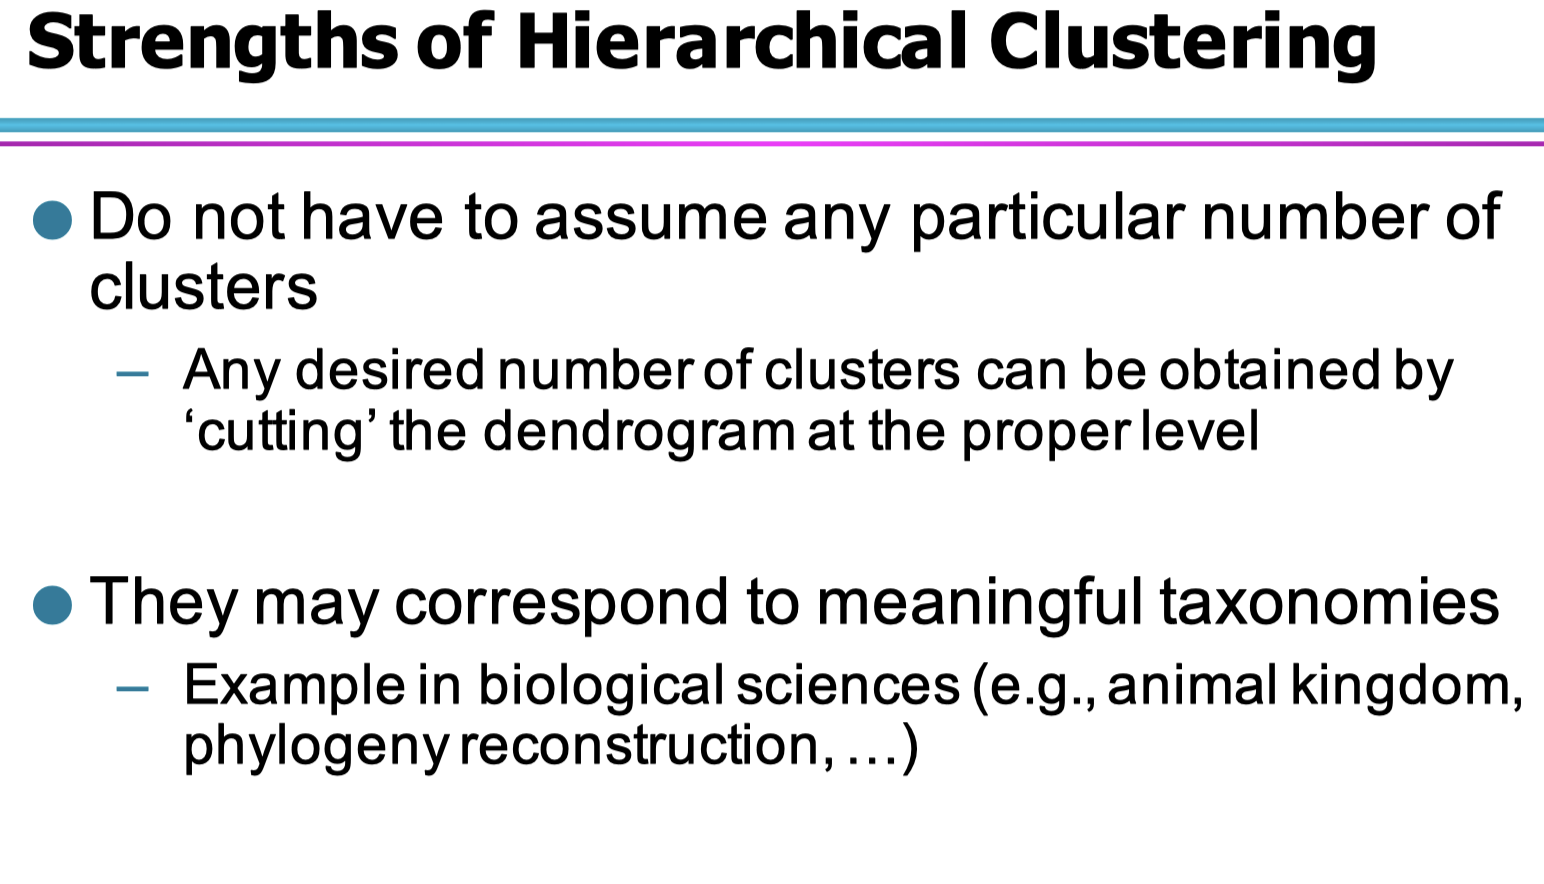 Strengths of Hierarchical Clustering
● Do not have to assume any particular number of
clusters
– Any desired number of clusters can be obtained by
‘cutting’ the dendrogram at the proper level
● They may correspond to meaningful taxonomies
– Example in biological sciences (e.g., animal kingdom,
phylogeny reconstruction, …)